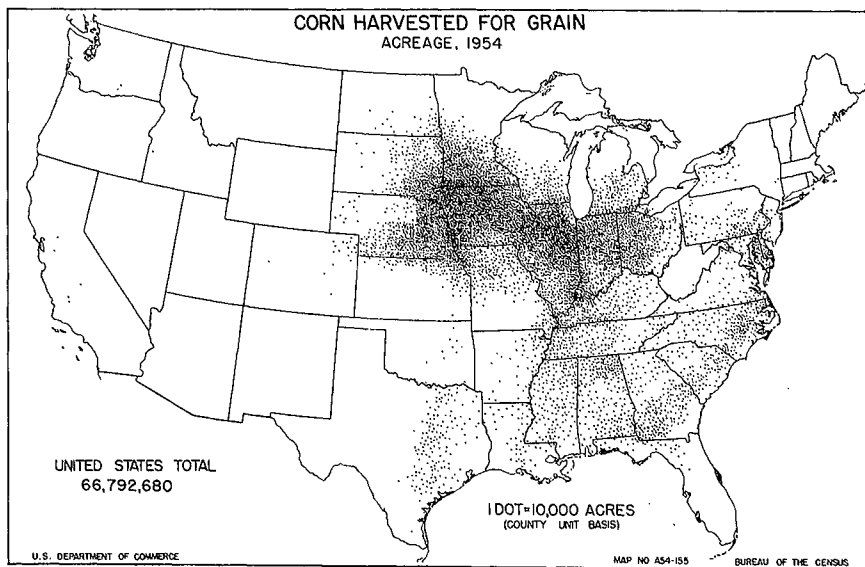 CORN HARVESTED FOR GRAIN
ACREAGE, 1954
UNITED STATES TOTAL
66,792,680
1 DOT=10,000 ACRES
(COUNTY UNIT BASIS)
U.S. DEPARTMENT OF COMMERCE
MAP NO A54-155
BUREAU OF THE CENSUS